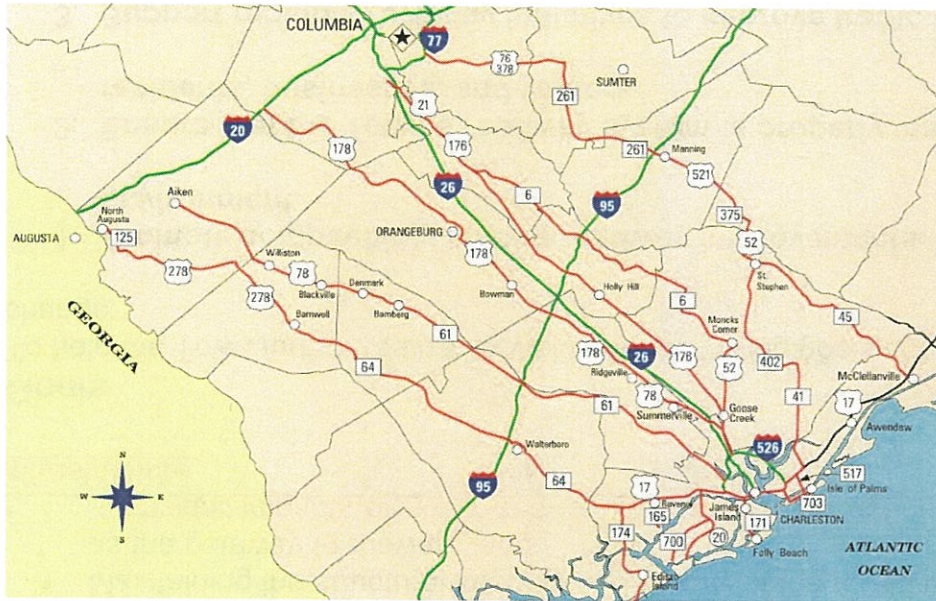 COLUMBIA
77
76
378
SUMTER
21
261
20
178
176
261
Manning
521
26
6
95
Aiken
375
North
Augusta
ORANGEBURG
AUGUSTA
125
52
178
St.
Stephen
Williston
278
78
Denmark
Holly Hill
278
Blackville
Bowman
6
Bamberg
45
Barnwell
Moncks
Corner
GEORGIA
61
178
26
176
402
64
Ridgeville
52
McClellanville
78
41
17
61
Summerville
Goose
Creek
Awendaw
Walterboro
526
N
95
64
17
517
W
E
Isle of Palms
Ravenel
James
Island
703
165
S
174
700
20
171
CHARLESTON
Folly Beach
ATLANTIC
OCEAN
Edisto
Island